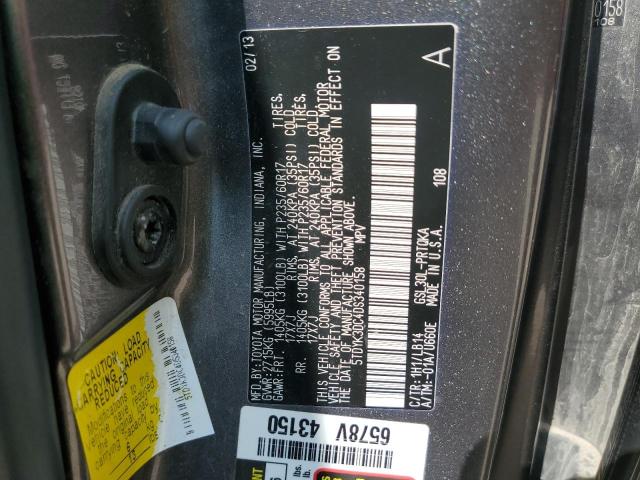 MFD.BY:TOYOTA MOTOR MANUFACTURING, INDIANA, INC. 02/13
GVWR: 2715KG (5995LB)
GAWR:FRT. 1405KG (3100LB) WITH P235/60R17 TIRES,
17X7J RIMS, AT 240KPA (35PSI) COLD
RR. 1405KG (3100LB) WITH P235/60R17 TIRES,
17X7J RIMS, AT 240KPA (35PSI) COLD
THIS VEHICLE CONFORMS TO ALL APPLICABLE FEDERAL MOTOR
VEHICLE SAFETY AND THEFT PREVENTION STANDARDS IN EFFECT ON
THE DATE OF MANUFACTURE SHOWN ABOVE.
5TDYK3DC4DS340158 MPV
108
C/TR:1H1/LB14 GSL30L-PRTQKA
A/TM:-01A/U660E MADE IN U.S.A.
A
6578V 43150
CAUTION: LOAD
CARRYING CAPACITY
REDUCED
0158
108